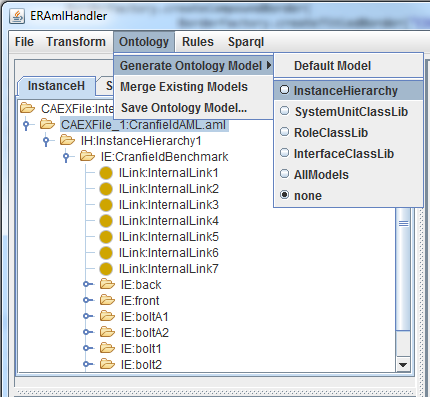 BorderFactory.createTitledBorder(
ERAmlHandler
File Transform Ontology Rules Sparql
Generate Ontology Model
Merge Existing Models
Save Ontology Model...
Default Model
InstanceHierarchy
SystemUnitClassLib
RoleClassLib
InterfaceClassLib
AllModels
none
InstanceH S
CAEXFile:Inte
CAEXFile_1:CranfieldAML.aml
IH:InstanceHierarchy1
IE:CranfieldBenchmark
ILink:InternalLink1
ILink:InternalLink2
ILink:InternalLink3
ILink:InternalLink4
ILink:InternalLink5
ILink:InternalLink6
ILink:InternalLink7
IE:back
IE:front
IE:boltA1
IE:boltA2
IE:bolt1
IE:bolt2